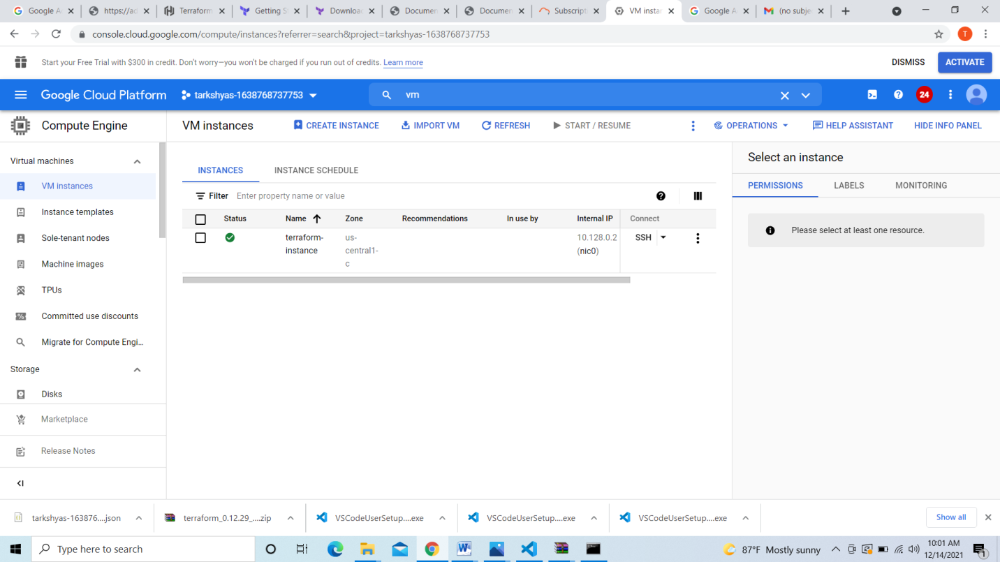 Google A
https://ad
Terraform
Getting S
Downloa
Documen
Documen
Subscript
VM instan
Google A
(no subje
console.cloud.google.com/compute/instances?referrer=search&project=tarkshyas-1638768737753
T
Start your Free Trial with $300 in credit. Don't worry—you won't be charged if you run out of credits. Learn more
DISMISS
ACTIVATE
Google Cloud Platform
tarkshyas-1638768737753
vm
24
Compute Engine
VM instances
CREATE INSTANCE
IMPORT VM
REFRESH
START / RESUME
OPERATIONS
HELP ASSISTANT
HIDE INFO PANEL
Virtual machines
VM instances
Instance templates
Sole-tenant nodes
Machine images
TPUs
Committed use discounts
Migrate for Compute Engi...
Storage
Disks
Marketplace
Release Notes
INSTANCES
INSTANCE SCHEDULE
Filter Enter property name or value
Status
Name
Zone
Recommendations
In use by
Internal IP
Connect
terraform-
instance
us-
central1-
c
10.128.0.2
(nic0)
SSH
Select an instance
PERMISSIONS
LABELS
MONITORING
Please select at least one resource.
tarkshyas-163876....json
terraform_0.12.29_....zip
VSCodeUserSetup....exe
VSCodeUserSetup....exe
VSCodeUserSetup....exe
Show all
Type here to search
87°F Mostly sunny
10:01 AM
12/14/2021
1